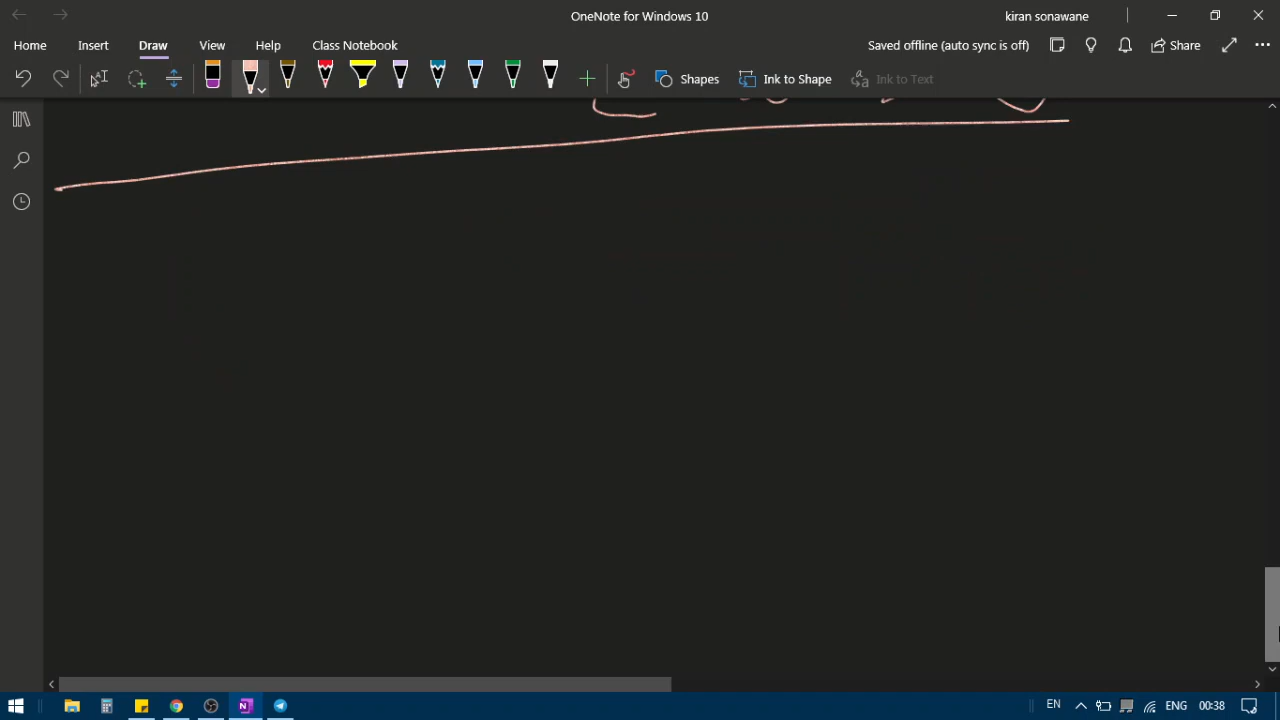 OneNote for Windows 10
kiran sonawane
Home
Insert
Draw
View
Help
Class Notebook
Saved offline (auto sync is off)
Share
Shapes
Ink to Shape
Ink to Text
EN
ENG
00:38